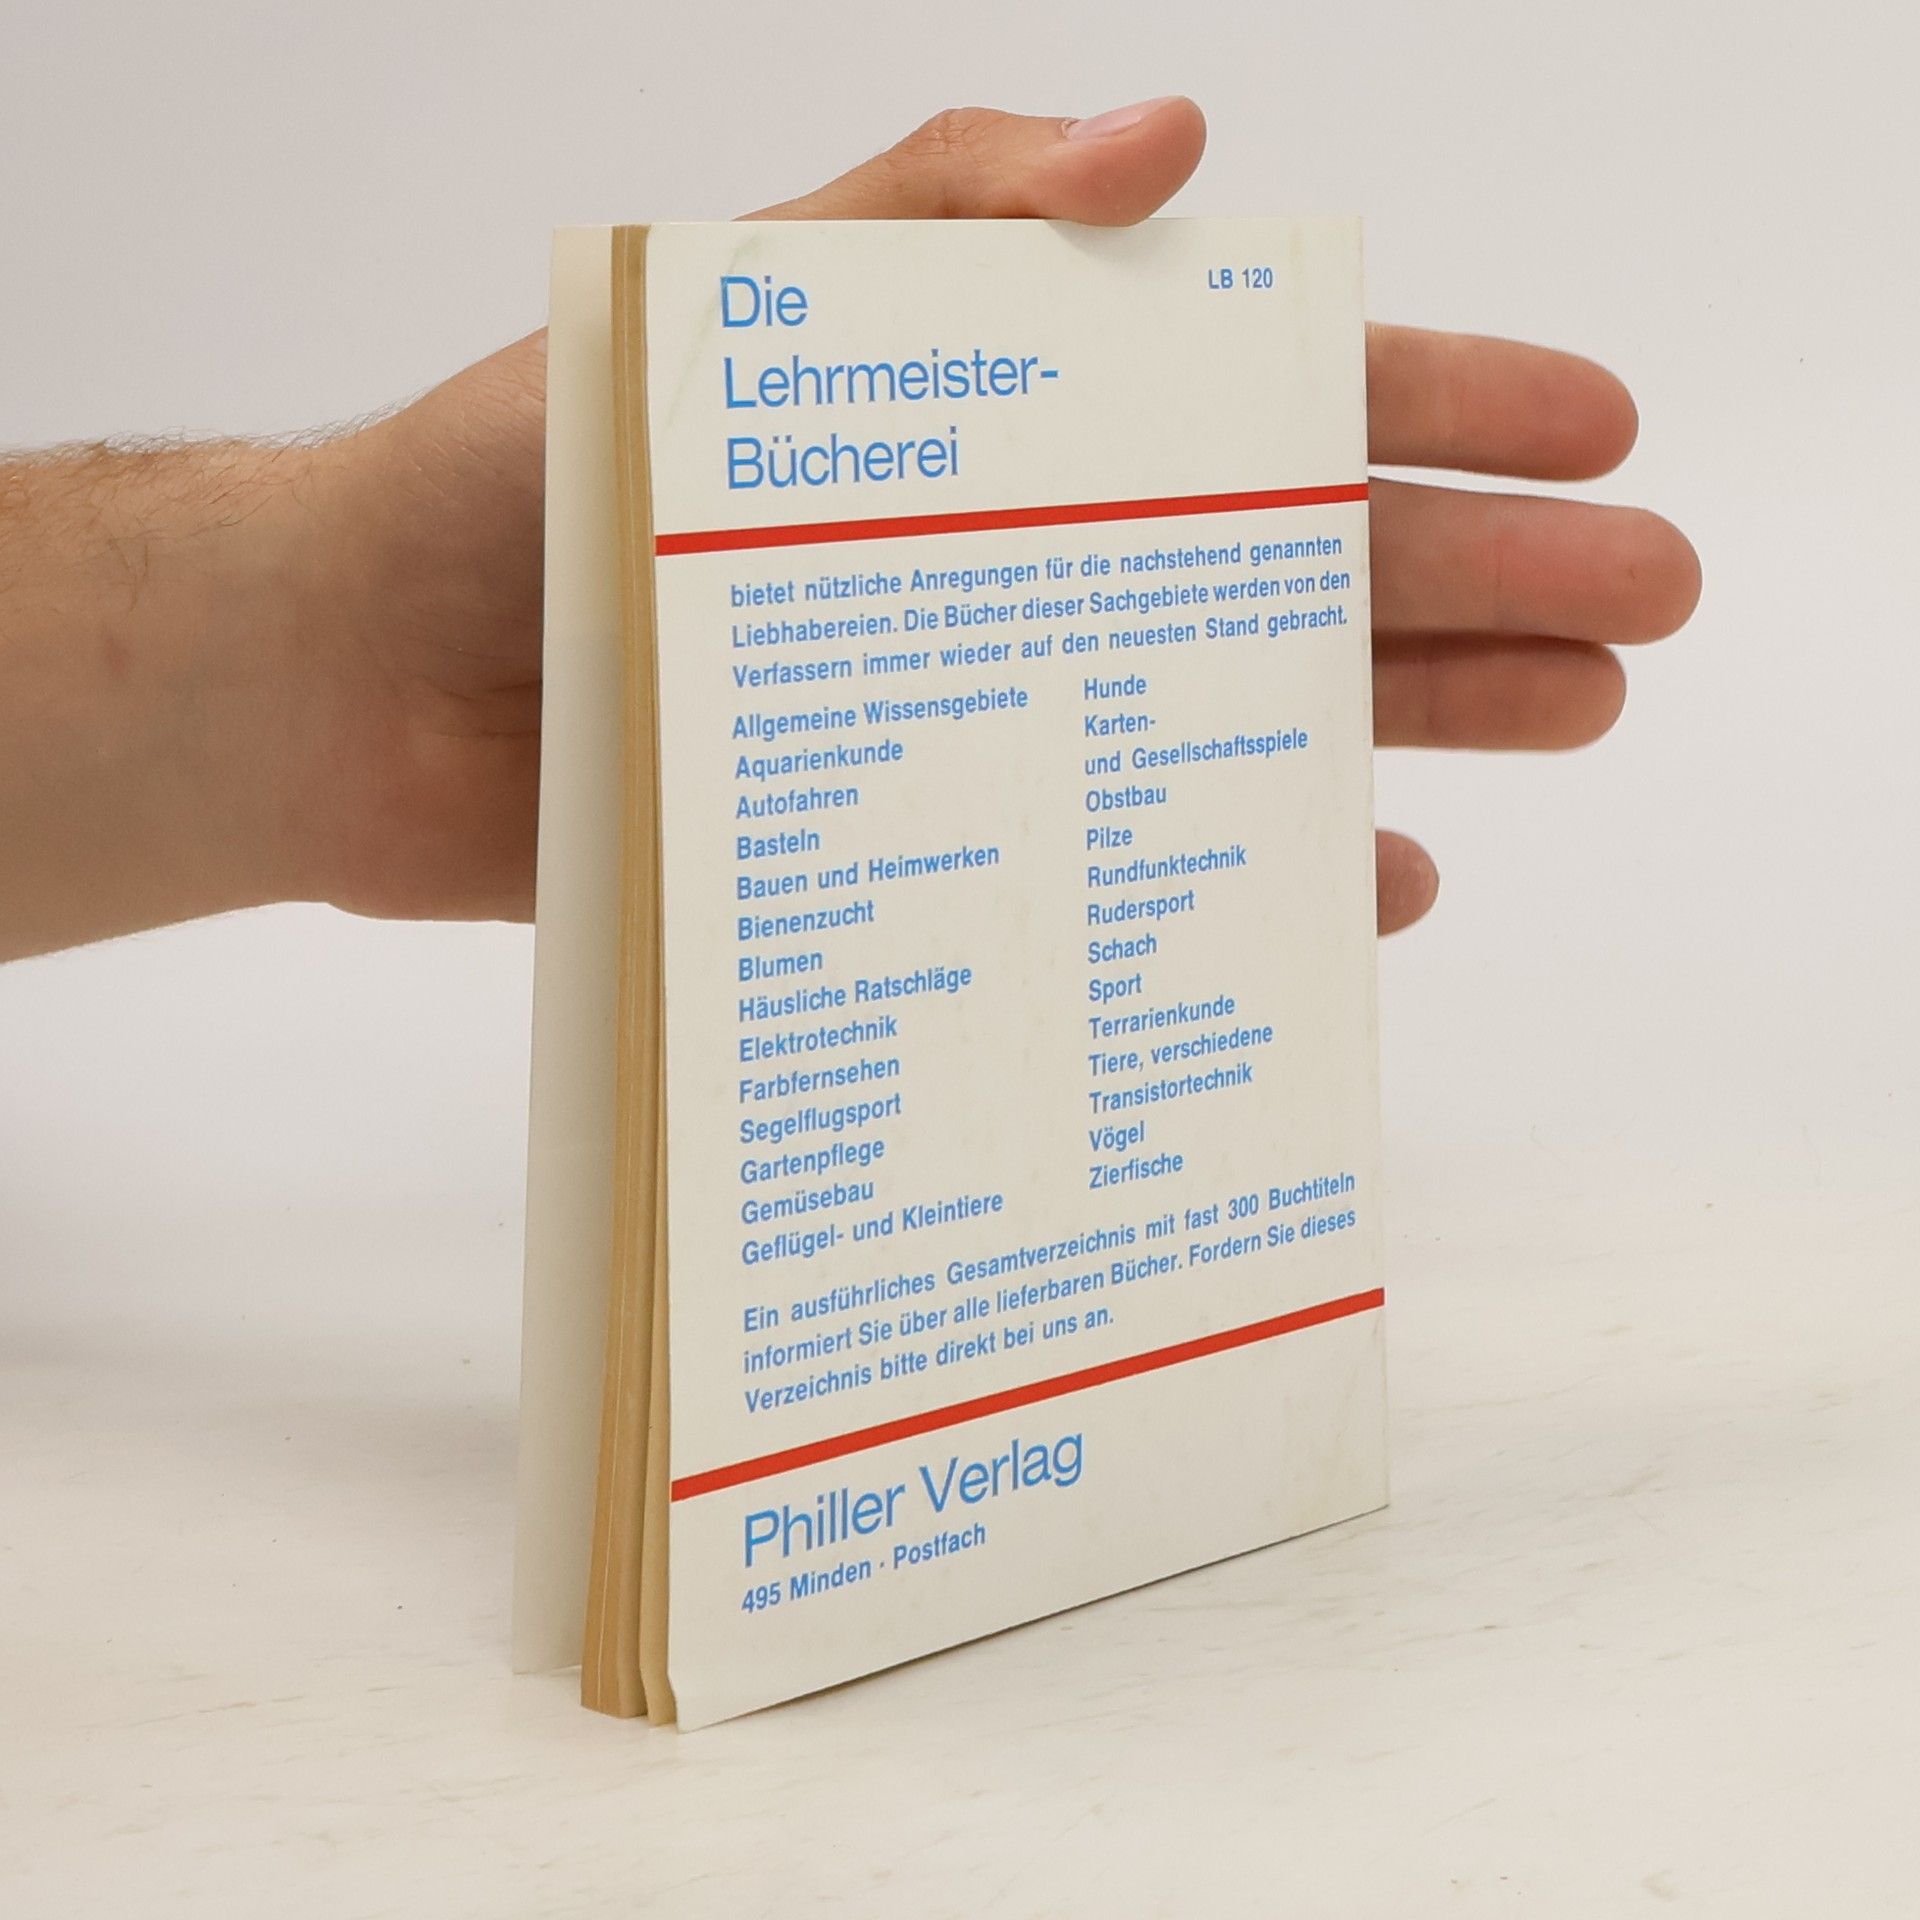 LB 120
Die
Lehrmeister-
Bücherei
bietet nützliche Anregungen für die nachstehend genannten
Liebhabereien. Die Bücher dieser Sachgebiete werden von den
Verfassern immer wieder auf den neuesten Stand gebracht.
Allgemeine Wissensgebiete
Aquarienkunde
Autofahren
Basteln
Bauen und Heimwerken
Bienenzucht
Blumen
Häusliche Ratschläge
Elektrotechnik
Farbfernsehen
Segelflugsport
Gartenpflege
Gemüsebau
Geflügel- und Kleintiere
Hunde
Karten-
und Gesellschaftsspiele
Obstbau
Pilze
Rundfunktechnik
Rudersport
Schach
Sport
Terrarienkunde
Tiere, verschiedene
Transistortechnik
Vögel
Zierfische
Ein ausführliches Gesamtverzeichnis mit fast 300 Buchtiteln
informiert Sie über alle lieferbaren Bücher. Fordern Sie dieses
Verzeichnis bitte direkt bei uns an.
Philler Verlag
495 Minden · Postfach